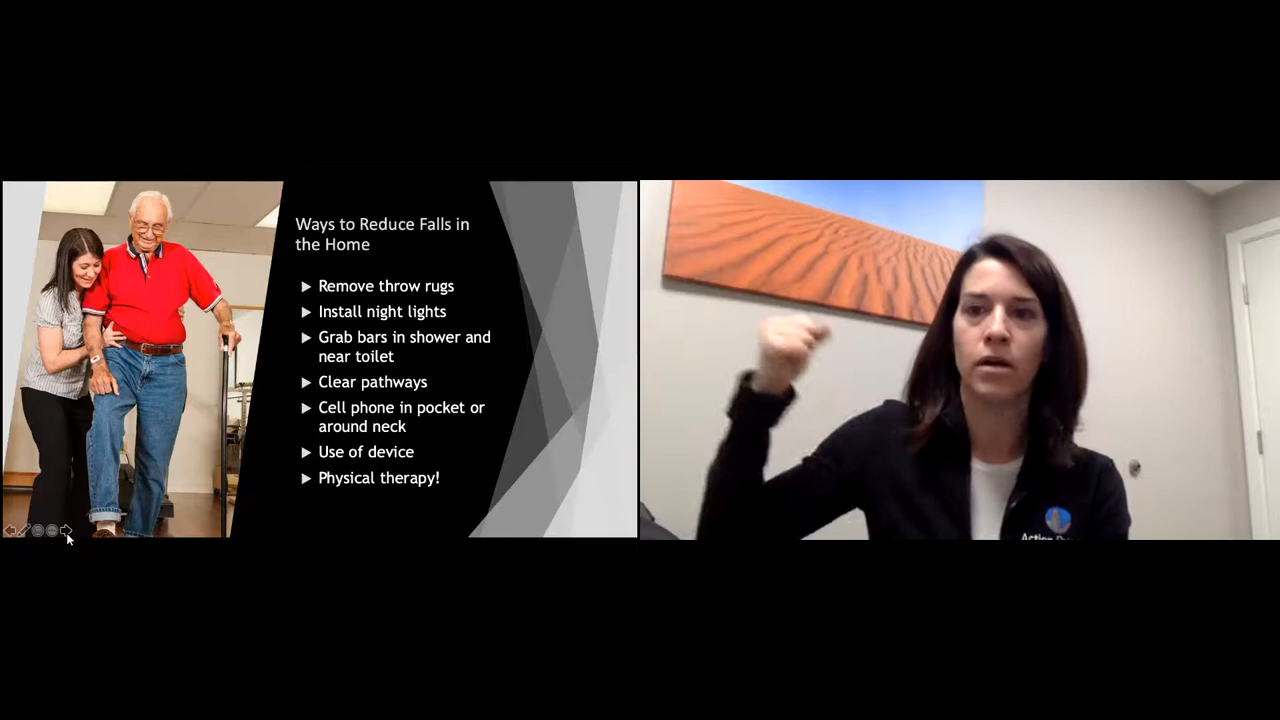 Ways to Reduce Falls in
the Home
Remove throw rugs
Install night lights
Grab bars in shower and
near toilet
Clear pathways
Cell phone in pocket or
around neck
Use of device
Physical therapy!
Action